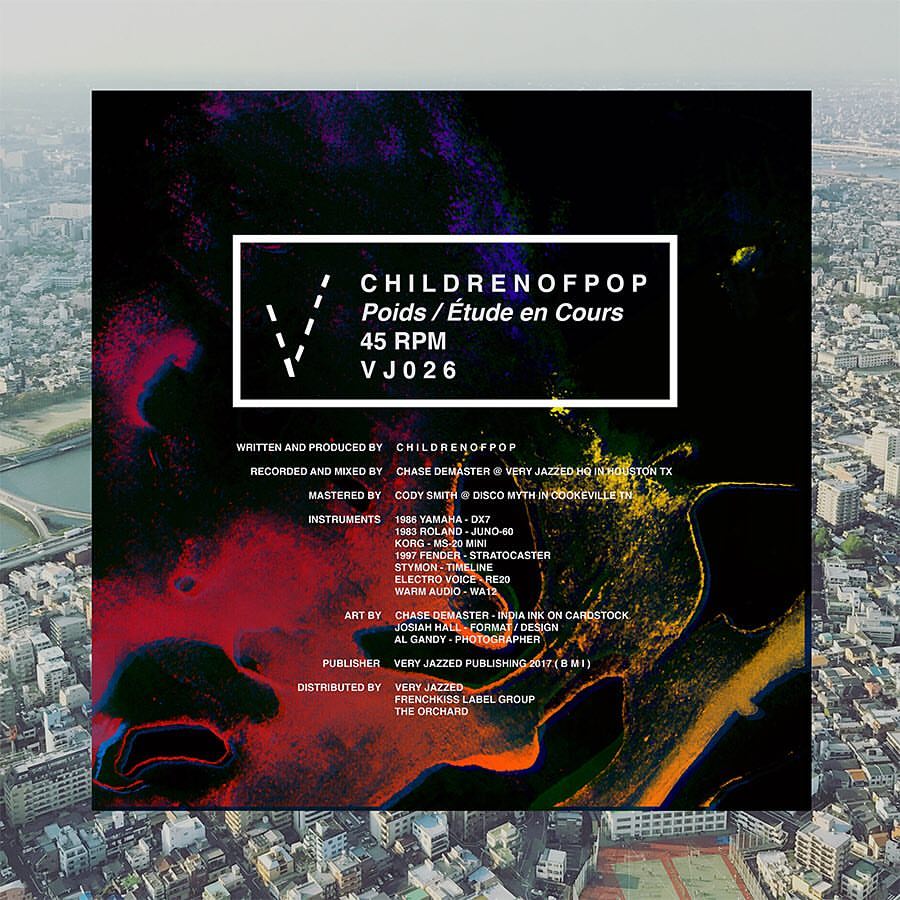 C H I L D R E N O F P O P
Poids / Étude en Cours
45 RPM
V J 0 2 6
WRITTEN AND PRODUCED BY C H I L D R E N O F P O P
RECORDED AND MIXED BY CHASE DEMASTER @ VERY JAZZED HQ IN HOUSTON TX
MASTERED BY CODY SMITH @ DISCO MYTH IN COOKEVILLE TN
INSTRUMENTS 1986 YAMAHA - DX7
1983 ROLAND - JUNO-60
KORG - MS-20 MINI
1997 FENDER - STRATOCASTER
STYMON - TIMELINE
ELECTRO VOICE - RE20
WARM AUDIO - WA12
ART BY CHASE DEMASTER - INDIA INK ON CARDSTOCK
JOSIAH HALL - FORMAT / DESIGN
AL GANDY - PHOTOGRAPHER
PUBLISHER VERY JAZZED PUBLISHING 2017 ( B M I )
DISTRIBUTED BY VERY JAZZED
FRENCHKISS LABEL GROUP
THE ORCHARD